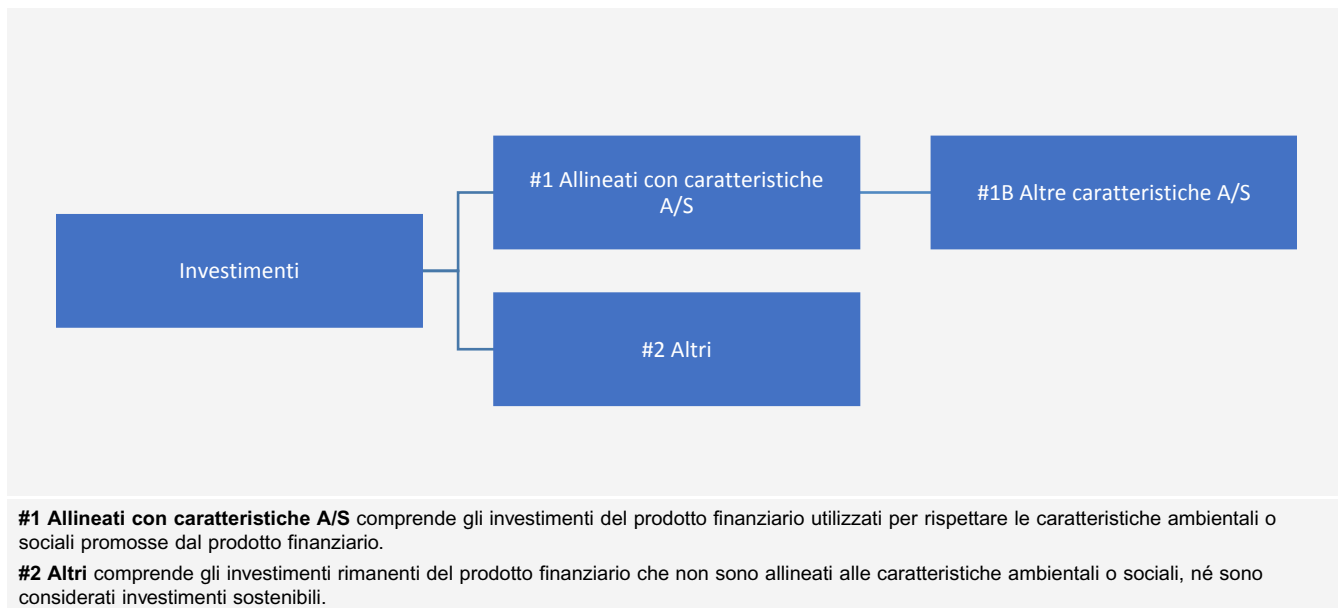 #1 Allineati con caratteristiche
A/S
#1B Altre caratteristiche A/S
Investimenti
#2 Altri
#1 Allineati con caratteristiche A/S comprende gli investimenti del prodotto finanziario utilizzati per rispettare le caratteristiche ambientali o
sociali promosse dal prodotto finanziario.
#2 Altri comprende gli investimenti rimanenti del prodotto finanziario che non sono allineati alle caratteristiche ambientali o sociali, né sono
considerati investimenti sostenibili.